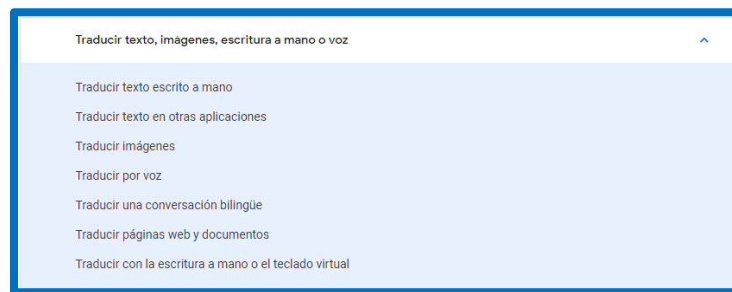 Traducir texto, imágenes, escritura a mano o voz
Traducir texto escrito a mano
Traducir texto en otras aplicaciones
Traducir imágenes
Traducir por voz
Traducir una conversación bilingüe
Traducir páginas web y documentos
Traducir con la escritura a mano o el teclado virtual